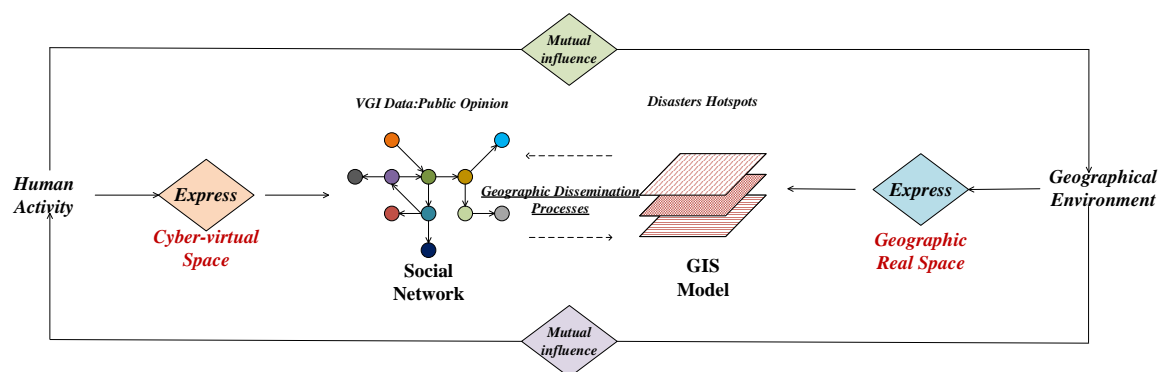 Mutual
influence
VGI Data:Public Opinion
Disasters Hotspots
Human
Activity
Express
Cyber-virtual
Space
Geographic Dissemination
Processes
Social
Network
GIS
Model
Express
Geographic
Real Space
Geographical
Environment
Mutual
influence